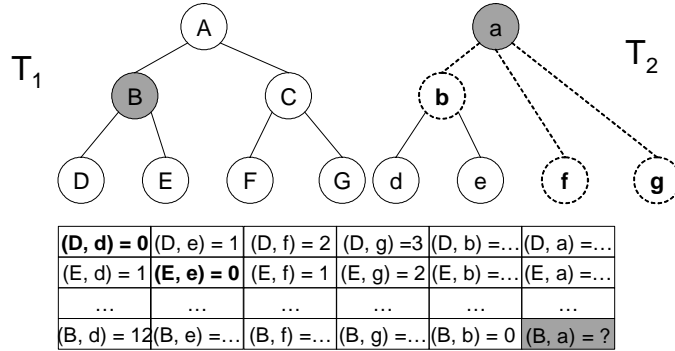 A a
T1 T2
B C b
D E F G d e f g
(D, d) = 0 (D, e) = 1 (D, f) = 2 (D, g) =3 (D, b) =... (D, a) =...
(E, d) = 1 (E, e) = 0 (E, f) = 1 (E, g) = 2 (E, b) =... (E, a) =...
... ... ... ... ... ...
(B, d) = 12 (B, e) =... (B, f) =... (B, g) =... (B, b) = 0 (B, a) = ?